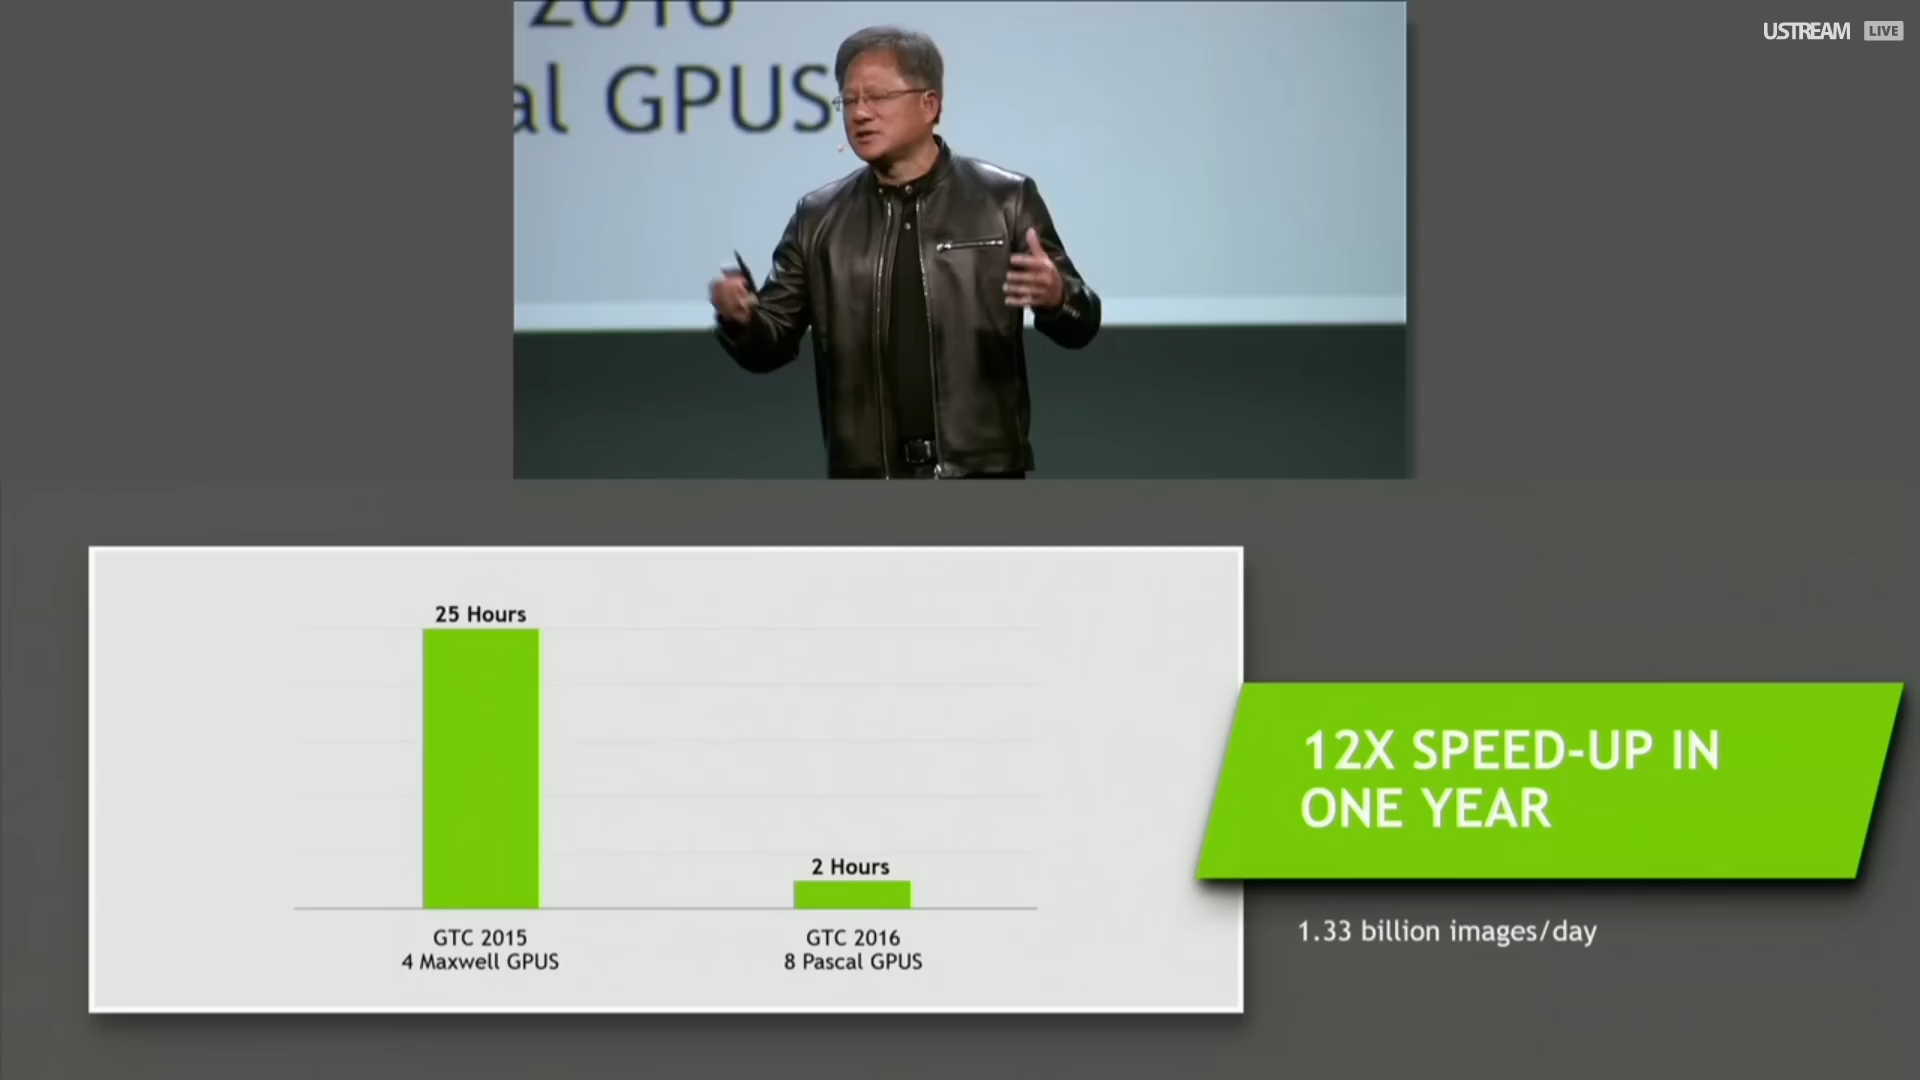 2016
al GPUS
USTREAM LIVE
25 Hours
2 Hours
GTC 2015
4 Maxwell GPUS
GTC 2016
8 Pascal GPUS
12X SPEED-UP IN
ONE YEAR
1.33 billion images/day